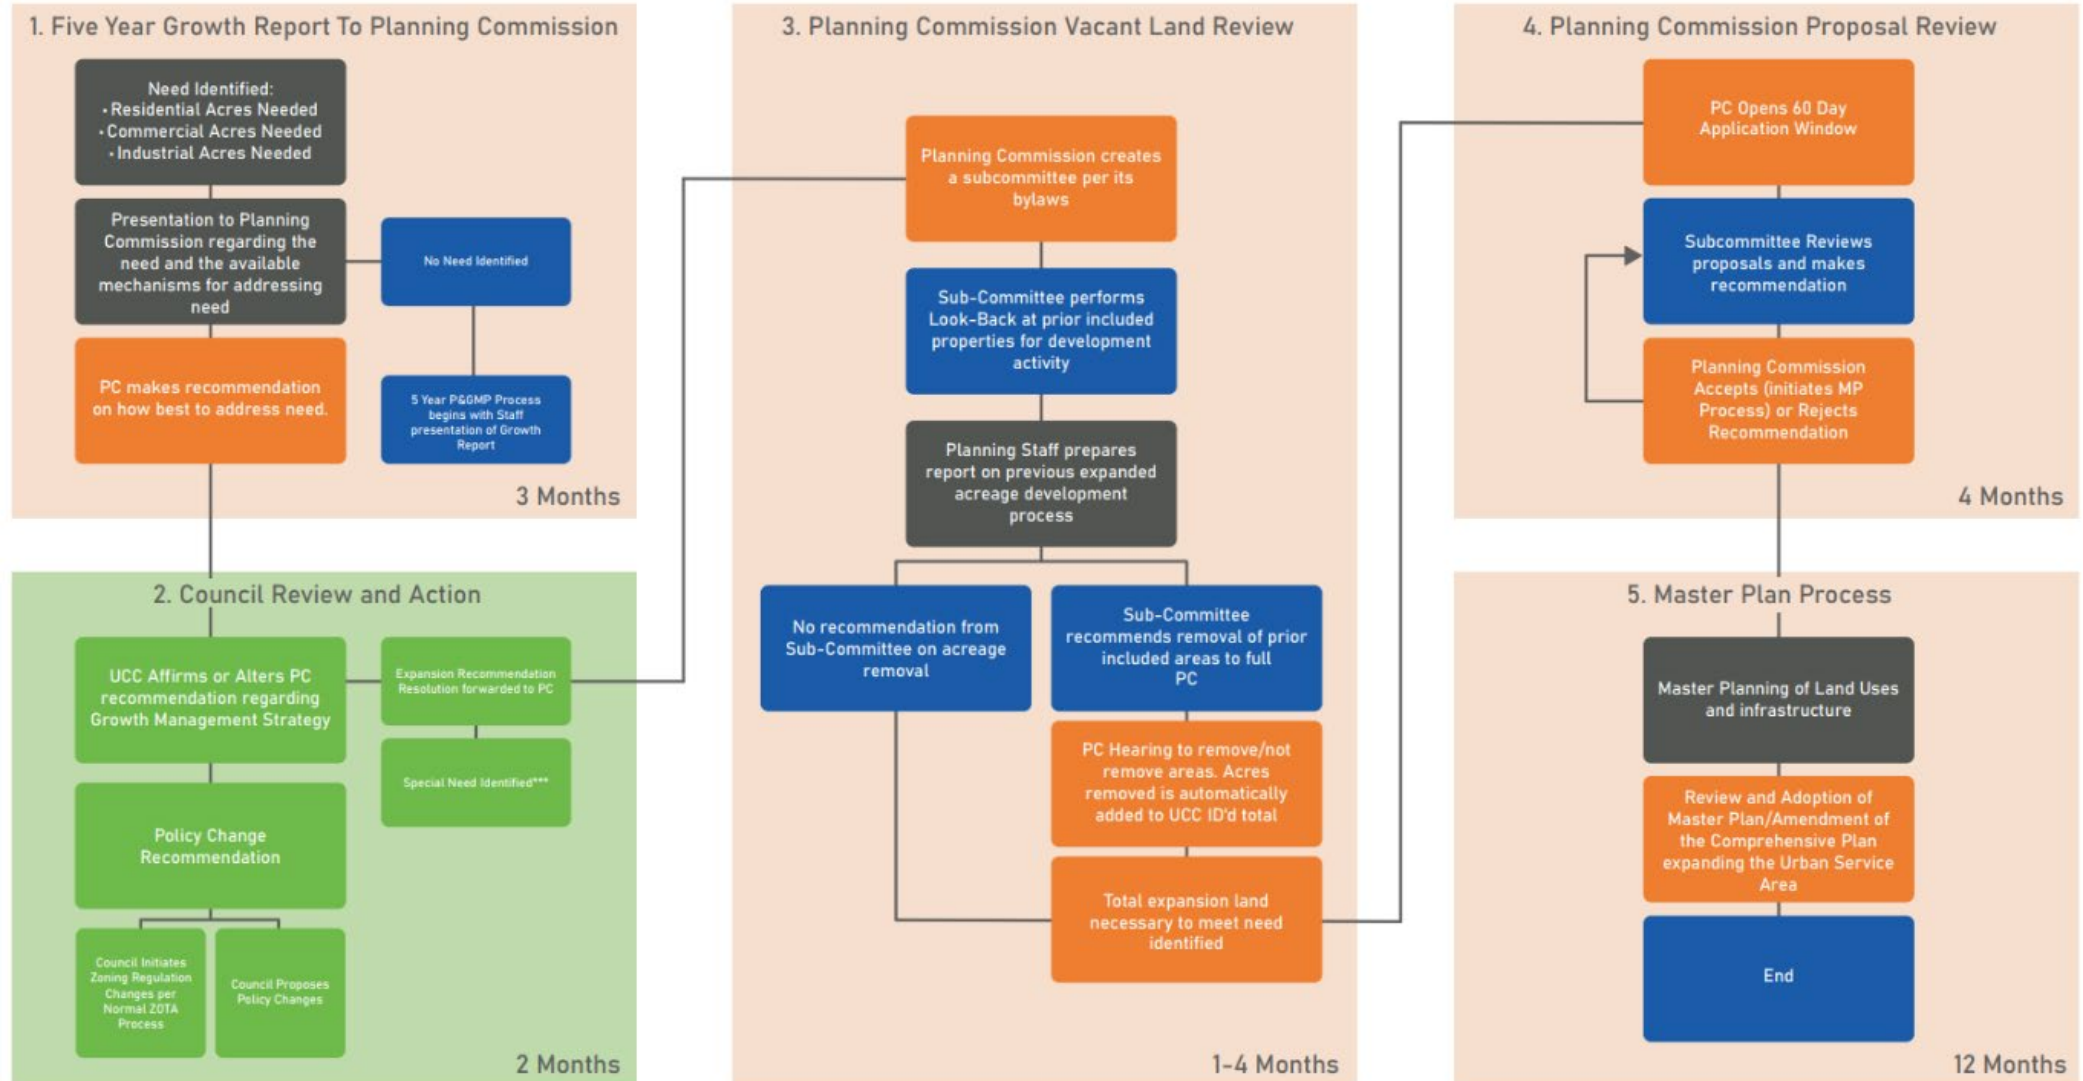 1. Five Year Growth Report To Planning Commission
Need Identified:
• Residential Acres Needed
• Commercial Acres Needed
• Industrial Acres Needed
Presentation to Planning
Commission regarding the
need and the available
mechanisms for addressing
need
No Need Identified
PC makes recommendation
on how best to address need.
5 Year P&GMP Process
begins with Staff
presentation of Growth
Report
3 Months
2. Council Review and Action
UCC Affirms or Alters PC
recommendation regarding
Growth Management Strategy
Expansion Recommendation
Resolution forwarded to PC
Special Need Identified***
Policy Change
Recommendation
Council Initiates
Zoning Regulation
Changes per
Normal ZOTA
Process
Council Proposes
Policy Changes
2 Months
3. Planning Commission Vacant Land Review
Planning Commission creates
a subcommittee per its
bylaws
Sub-Committee performs
Look-Back at prior included
properties for development
activity
Planning Staff prepares
report on previous expanded
acreage development
process
No recommendation from
Sub-Committee on acreage
removal
Sub-Committee
recommends removal of prior
included areas to full
PC
PC Hearing to remove/not
remove areas. Acres
removed is automatically
added to UCC ID'd total
Total expansion land
necessary to meet need
identified
1-4 Months
4. Planning Commission Proposal Review
PC Opens 60 Day
Application Window
Subcommittee Reviews
proposals and makes
recommendation
Planning Commission
Accepts (initiates MP
Process) or Rejects
Recommendation
4 Months
5. Master Plan Process
Master Planning of Land Uses
and infrastructure
Review and Adoption of
Master Plan/Amendment of
the Comprehensive Plan
expanding the Urban Service
Area
End
12 Months